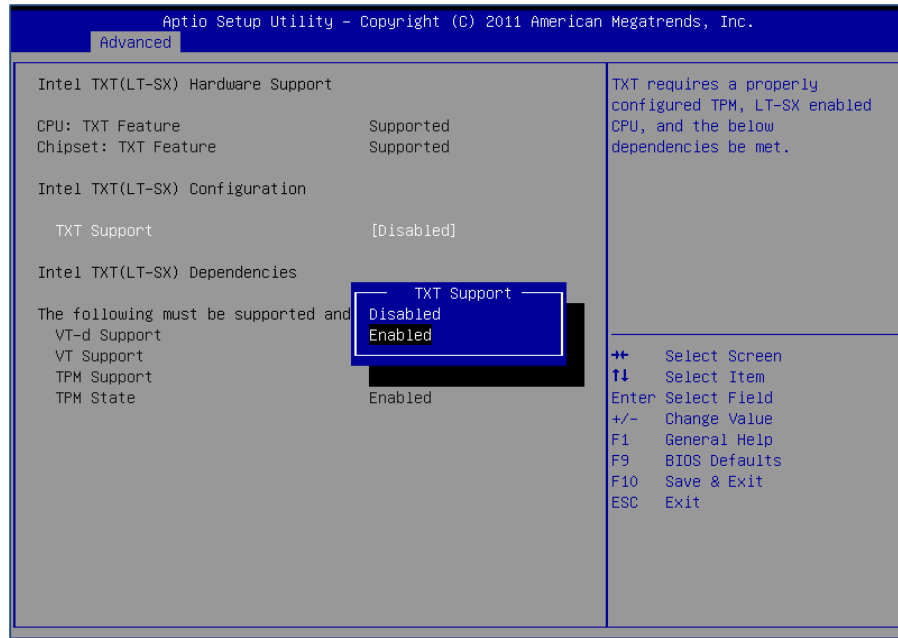 Aptio Setup Utility – Copyright (C) 2011 American Megatrends, Inc.
Advanced
Intel TXT(LT-SX) Hardware Support
CPU: TXT Feature Supported
Chipset: TXT Feature Supported
Intel TXT(LT-SX) Configuration
TXT Support [Disabled]
Intel TXT(LT-SX) Dependencies
The following must be supported and
VT-d Support
VT Support
TPM Support
TPM State Enabled
TXT Support
Disabled
Enabled
TXT requires a properly
configured TPM, LT-SX enabled
CPU, and the below
dependencies be met.
→← Select Screen
↑↓ Select Item
Enter Select Field
+/- Change Value
F1 General Help
F9 BIOS Defaults
F10 Save & Exit
ESC Exit